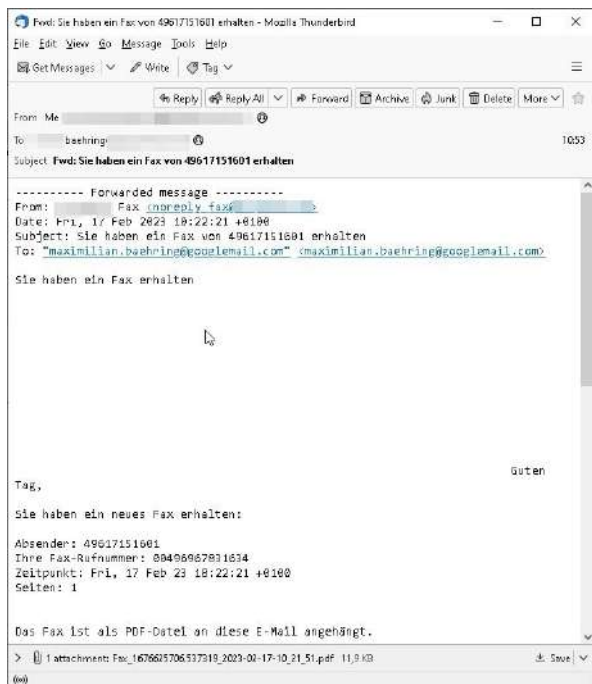 Fwd: Sie haben ein Fax von 49617151601 erhalten - Mozilla Thunderbird
File Edit View Go Message Tools Help
Get Messages Write Tag
Reply Reply All Forward Archive Junk Delete More
From Me
To baehring 10:53
Subject Fwd: Sie haben ein Fax von 49617151601 erhalten
---------- Forwarded message ----------
From: Fax <noreply_fax
Date: Fri, 17 Feb 2023 10:22:21 +0100
Subject: Sie haben ein Fax von 49617151601 erhalten
To: "maximilian.baehring@googlemail.com" <maximilian.baehring@googlemail.com>
Sie haben ein Fax erhalten
Guten
Tag,
Sie haben ein neues Fax erhalten:
Absender: 49617151601
Ihre Fax-Rufnummer: 00496967831634
Zeitpunkt: Fri, 17 Feb 23 10:22:21 +0100
Seiten: 1
Das Fax ist als PDF-Datei an diese E-Mail angehängt.
1 attachment: Fax_1676625706.537319_2023-02-17-10_21_51.pdf 11,9 KB Save